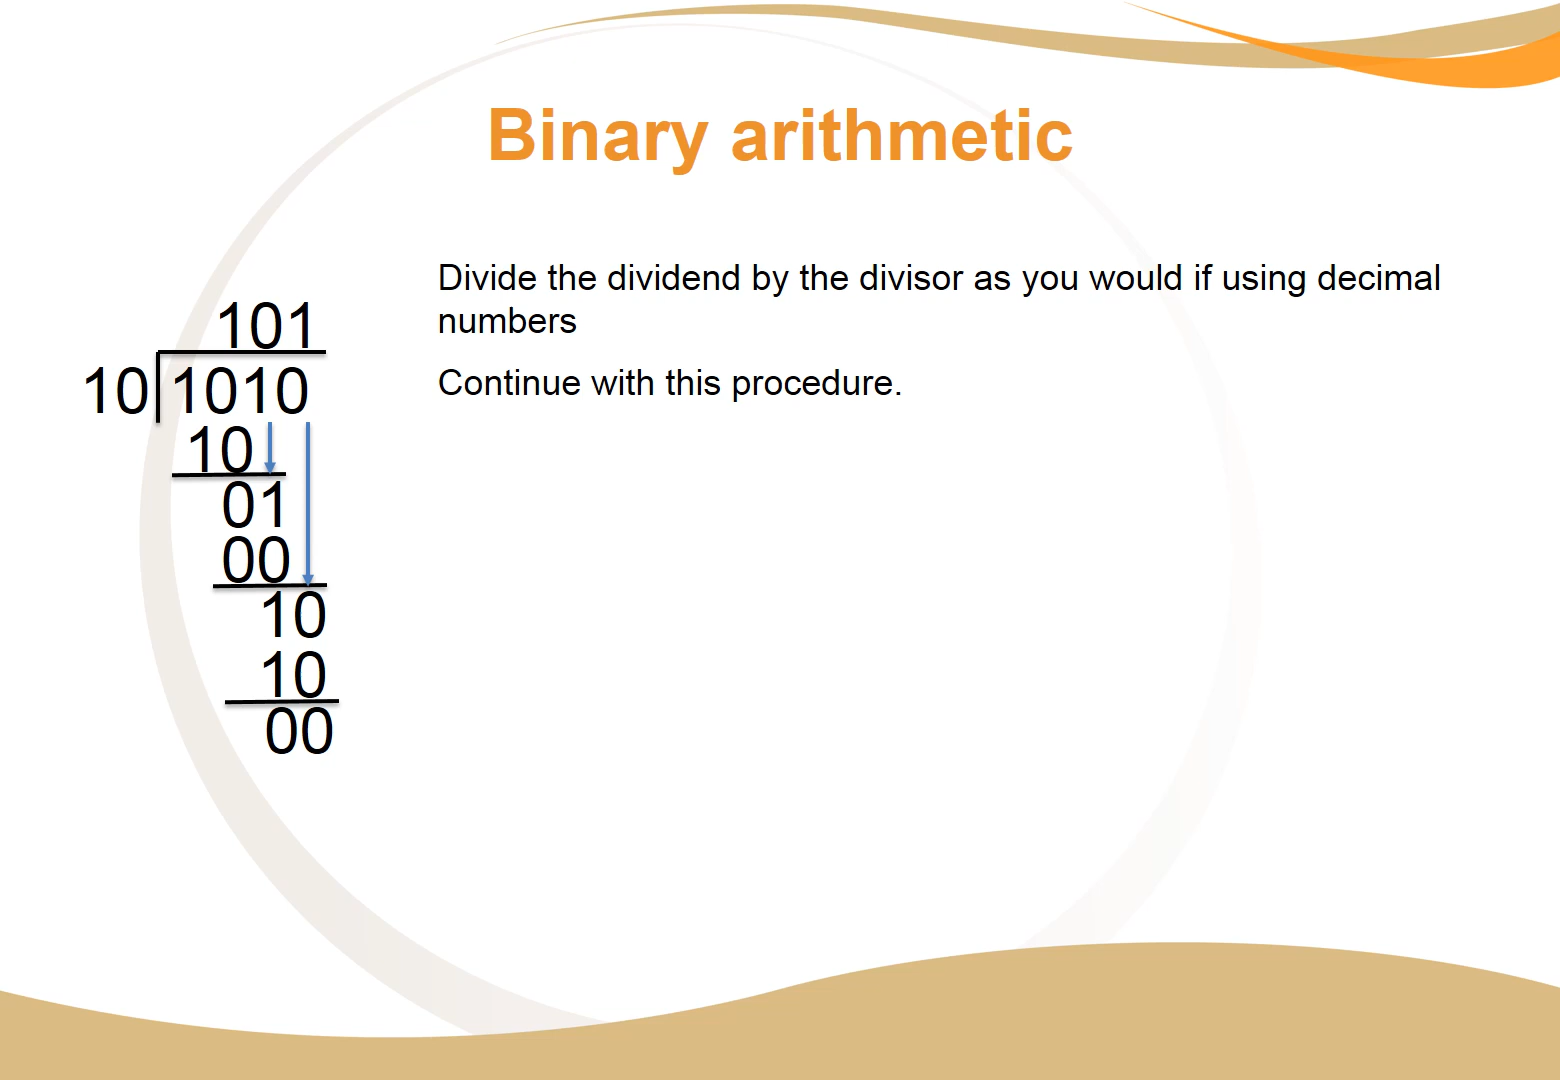 Binary arithmetic
Divide the dividend by the divisor as you would if using decimal
numbers
Continue with this procedure.
101
10 1010
10
01
00
10
10
00